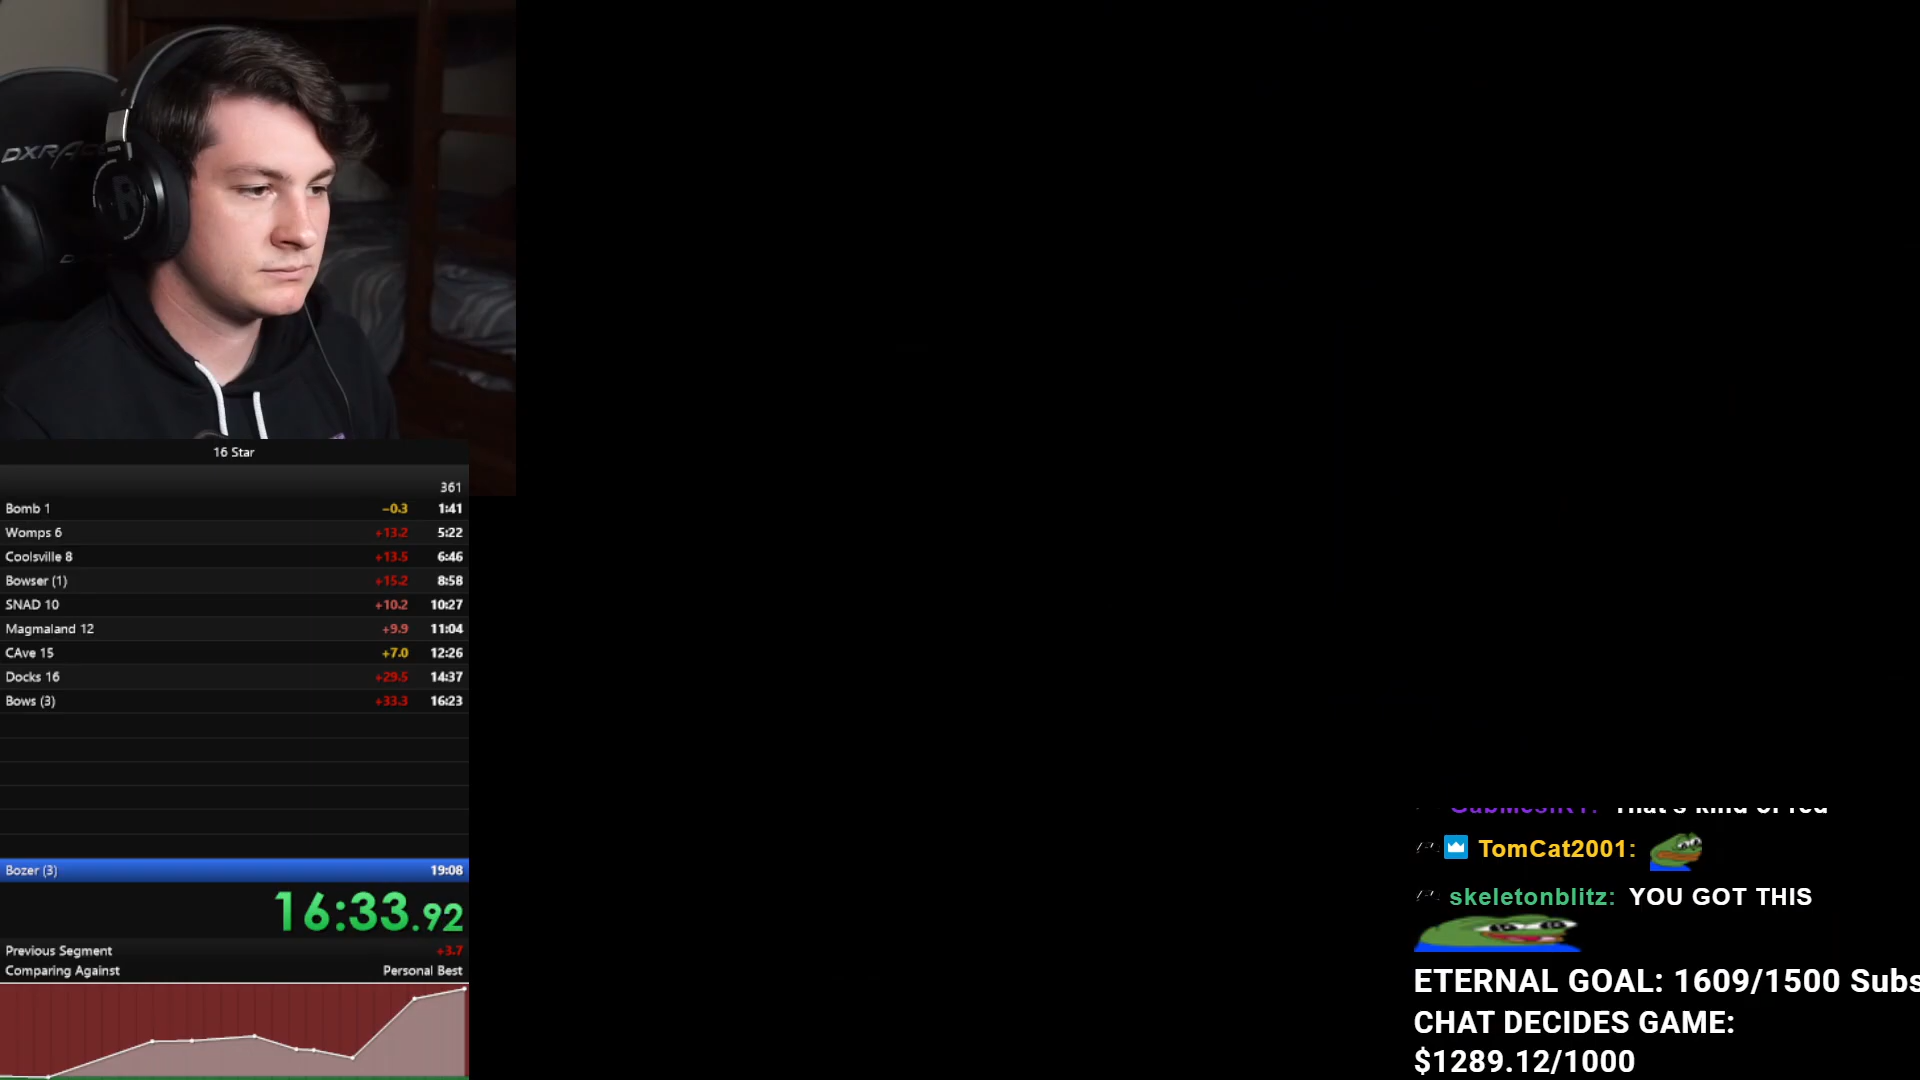 DXRAC
16 Star
361
Bomb 1 −0.3 1:41
Womps 6 +13.2 5:22
Coolsville 8 +13.5 6:46
Bowser (1) +15.2 8:58
SNAD 10 +10.2 10:27
Magmaland 12 +9.9 11:04
CAve 15 +7.0 12:26
Docks 16 +29.5 14:37
Bows (3) +33.3 16:23
Bozer (3) 19:08
16:33.92
Previous Segment +3.7
Comparing Against Personal Best
TomCat2001:
skeletonblitz: YOU GOT THIS
ETERNAL GOAL: 1609/1500 Subs
CHAT DECIDES GAME:
$1289.12/1000